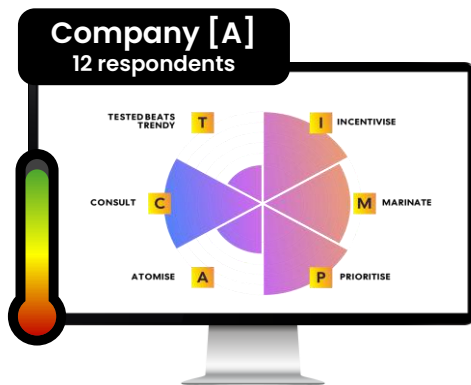 Company [A]
12 respondents
TESTED BEATS
TRENDY
T
I
INCENTIVISE
CONSULT
C
M
MARINATE
ATOMISE
A
P
PRIORITISE